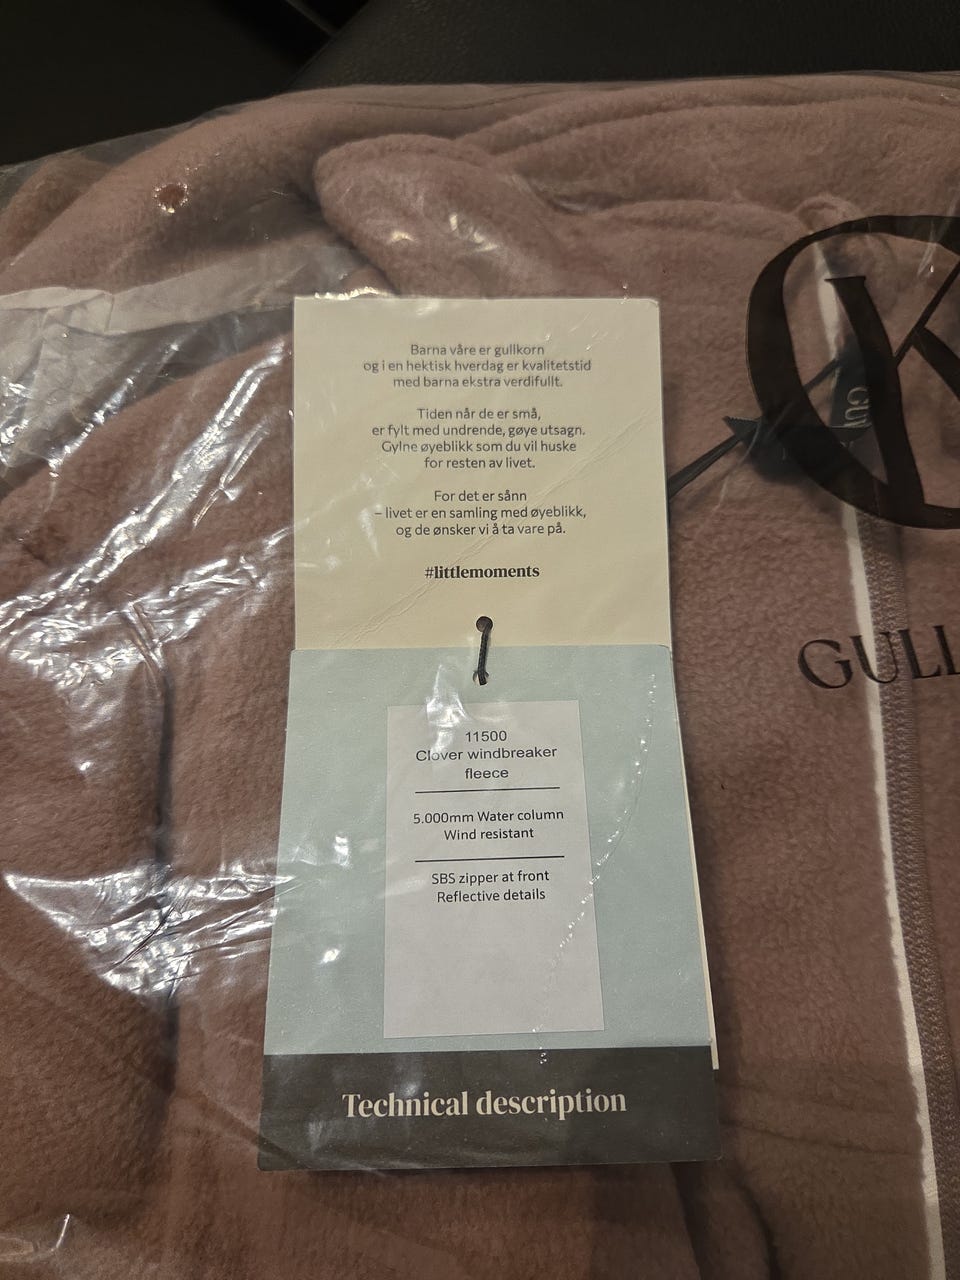 Barna våre er gullkorn
og i en hektisk hverdag er kvalitetstid
med barna ekstra verdifullt.
Tiden når de er små,
er fylt med undrende, gøye utsagn.
Gylne øyeblikk som du vil huske
for resten av livet.
For det er sånn
– livet er en samling med øyeblikk,
og de ønsker vi å ta vare på.
#littlemoments
GULL
11500
Clover windbreaker
fleece
5.000mm Water column
Wind resistant
SBS zipper at front
Reflective details
Technical description